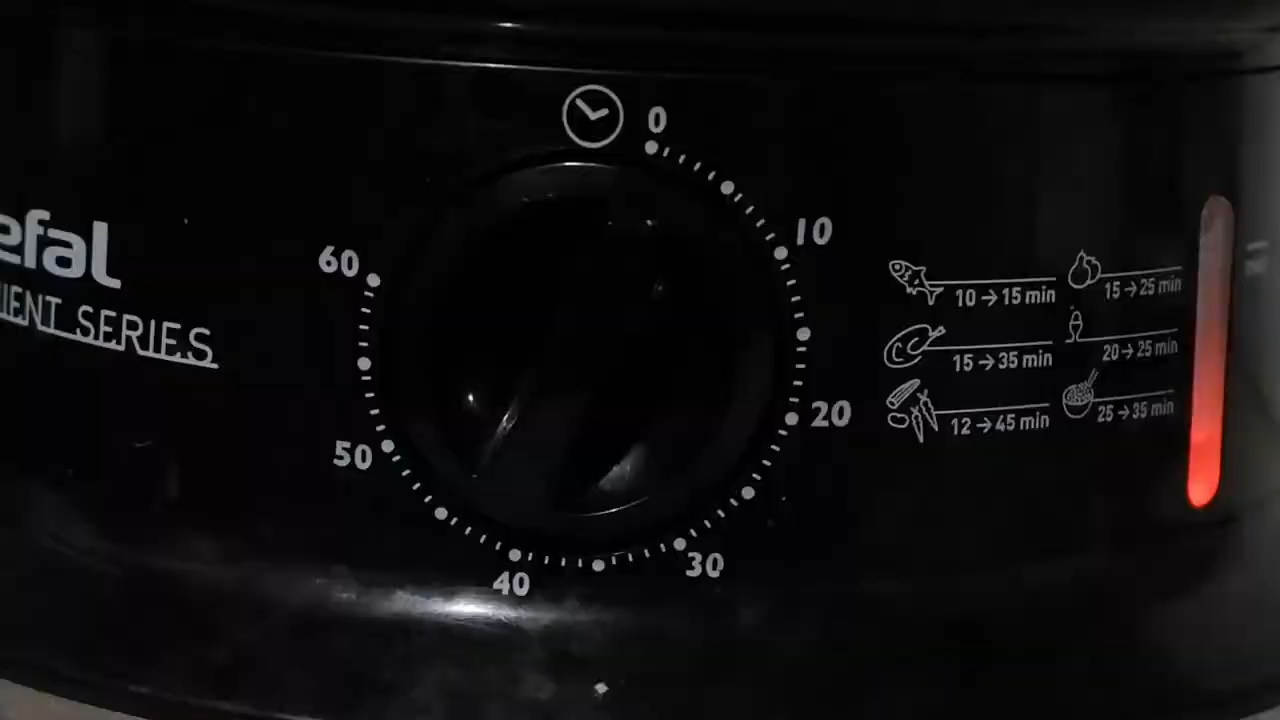 efal
IENT SERIES
0
10
20
30
40
50
60
10→15 min
15→25 min
15→35 min
20→25 min
12→45 min
25→35 min